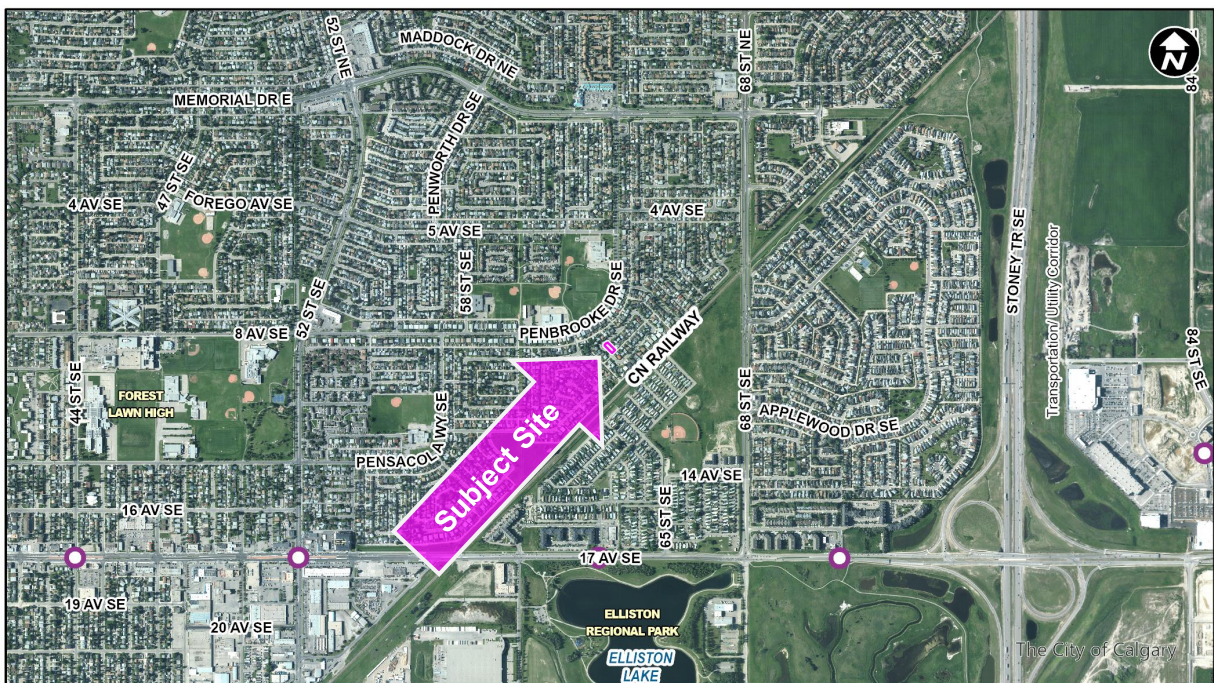 52 ST NE
MADDOCK DR NE
68 ST NE
N
84
MEMORIAL DR E
PENWORTH DR SE
47 ST SE
4 AV SE
FOREGO AV SE
4 AV SE
5 AV SE
STONEY TR SE
Transportation/ Utility Corridor
58 ST SE
52 ST SE
PENBROOKE DR SE
8 AV SE
CN RAILWAY
84 ST SE
44 ST SE
FOREST
LAWN HIGH
68 ST SE
PENSACOLA WY SE
Subject Site
APPLEWOOD DR SE
14 AV SE
65 ST SE
16 AV SE
17 AV SE
19 AV SE
20 AV SE
ELLISTON
REGIONAL PARK
ELLISTON
LAKE
The City of Calgary